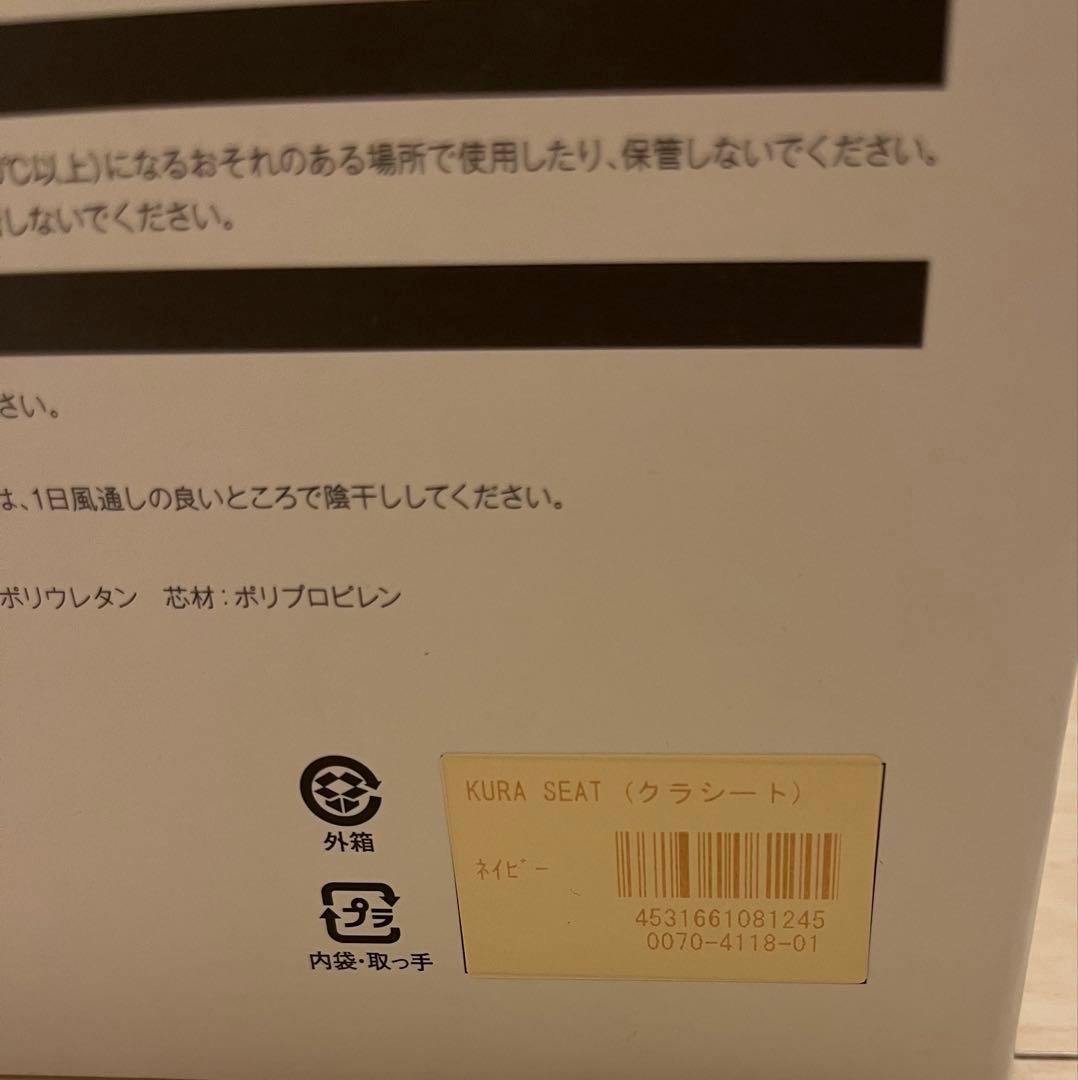 ℃以上)になるおそれのある場所で使用したり、保管しないでください。
しないでください。
さい。
は、1日風通しの良いところで陰干ししてください。
ポリウレタン　芯材：ポリプロピレン
外箱
プラ
内袋・取っ手
KURA SEAT（クラシート）
ﾈｲﾋﾞｰ
4531661081245
0070-4118-01